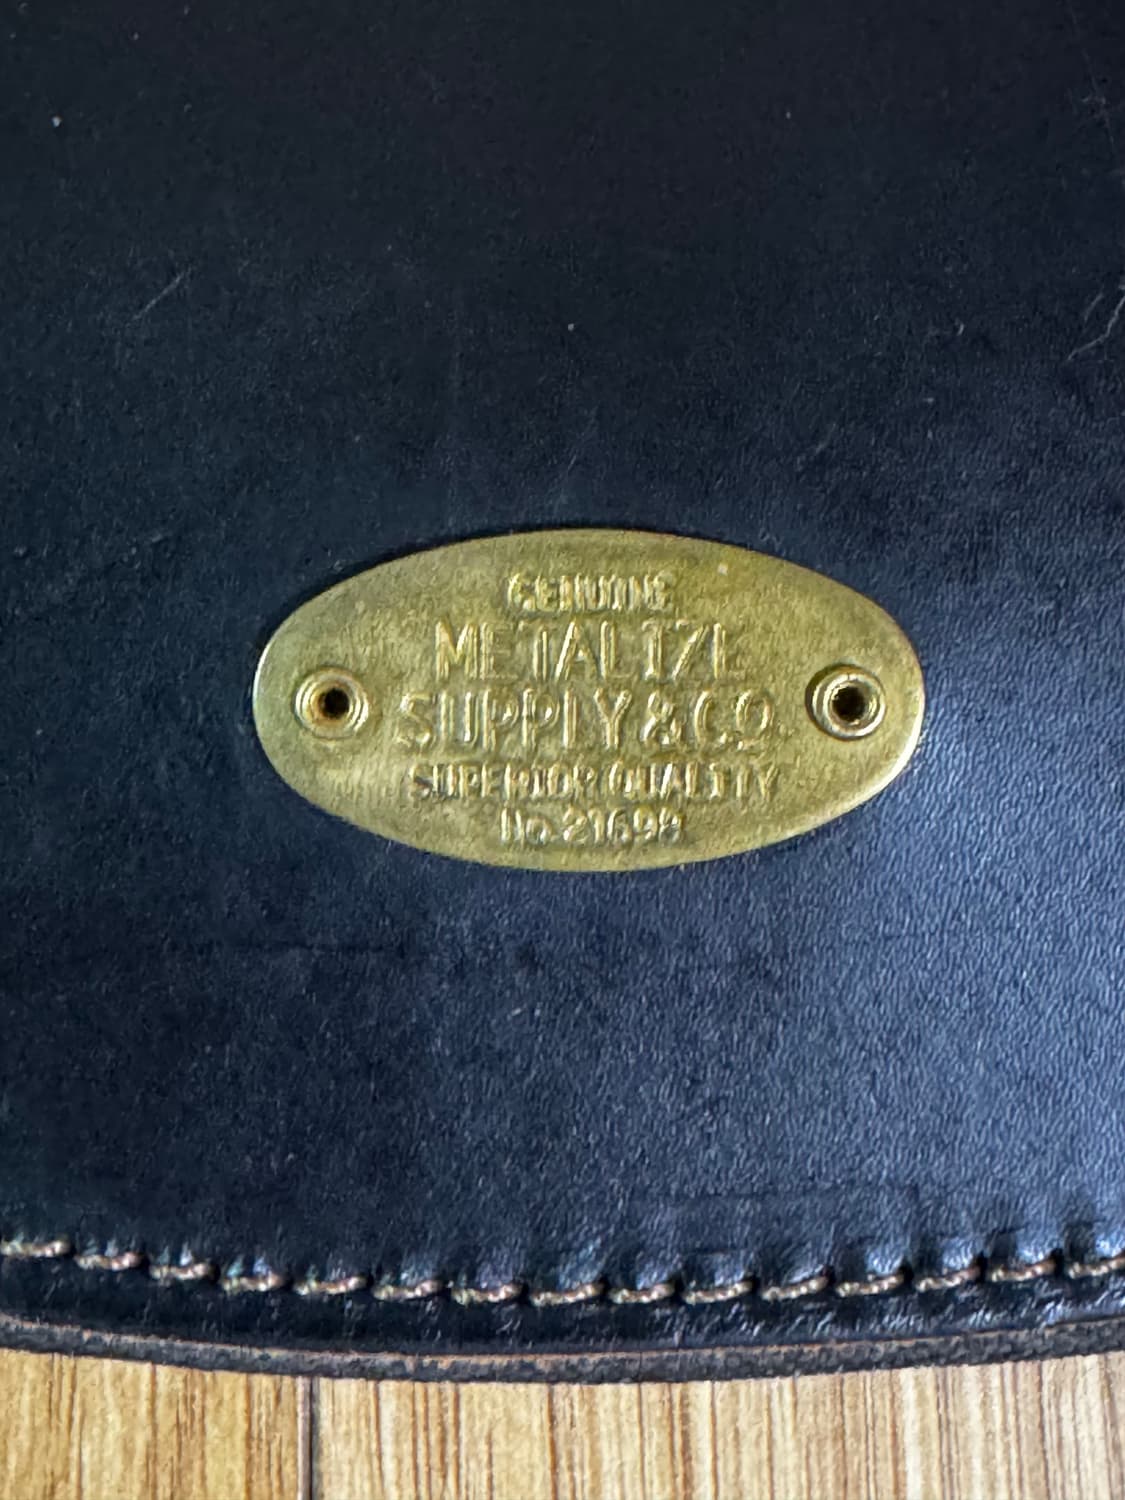 GENUINE
METALIZE
SUPPLY & CO.
SUPERIOR QUALITY
No. 21698